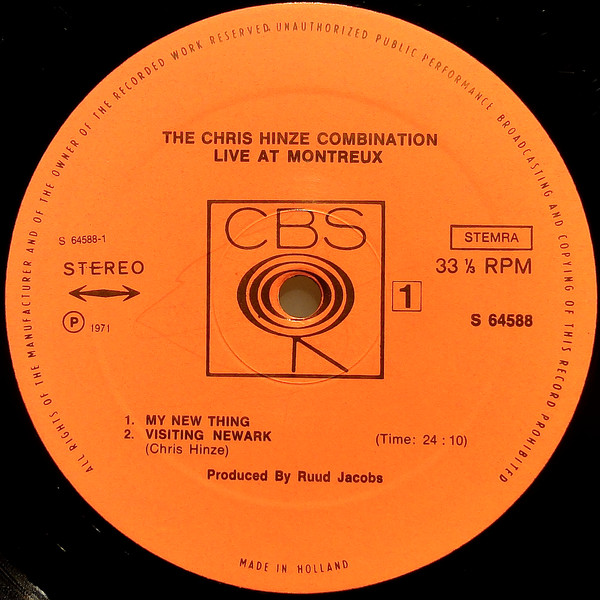 ALL RIGHTS OF THE MANUFACTURER AND OF THE OWNER OF THE RECORDED WORK RESERVED. UNAUTHORIZED PUBLIC PERFORMANCE BROADCASTING AND COPYING OF THIS RECORD PROHIBITED
THE CHRIS HINZE COMBINATION
LIVE AT MONTREUX
CBS
S 64588-1
STEREO
℗ 1971
STEMRA
33 ⅓ RPM
1
S 64588
1. MY NEW THING
2. VISITING NEWARK
(Chris Hinze)
(Time: 24 : 10)
Produced By Ruud Jacobs
MADE IN HOLLAND